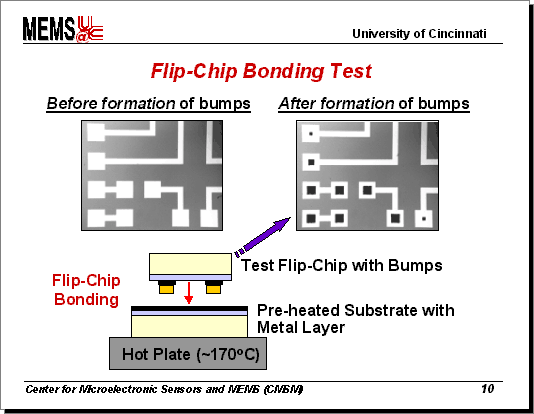 MEMS@UC
University of Cincinnati
Flip-Chip Bonding Test
Before formation of bumps
After formation of bumps
Test Flip-Chip with Bumps
Flip-Chip
Bonding
Pre-heated Substrate with
Metal Layer
Hot Plate (~170ºC)
Center for Microelectronic Sensors and MEMS (CMSM)
10